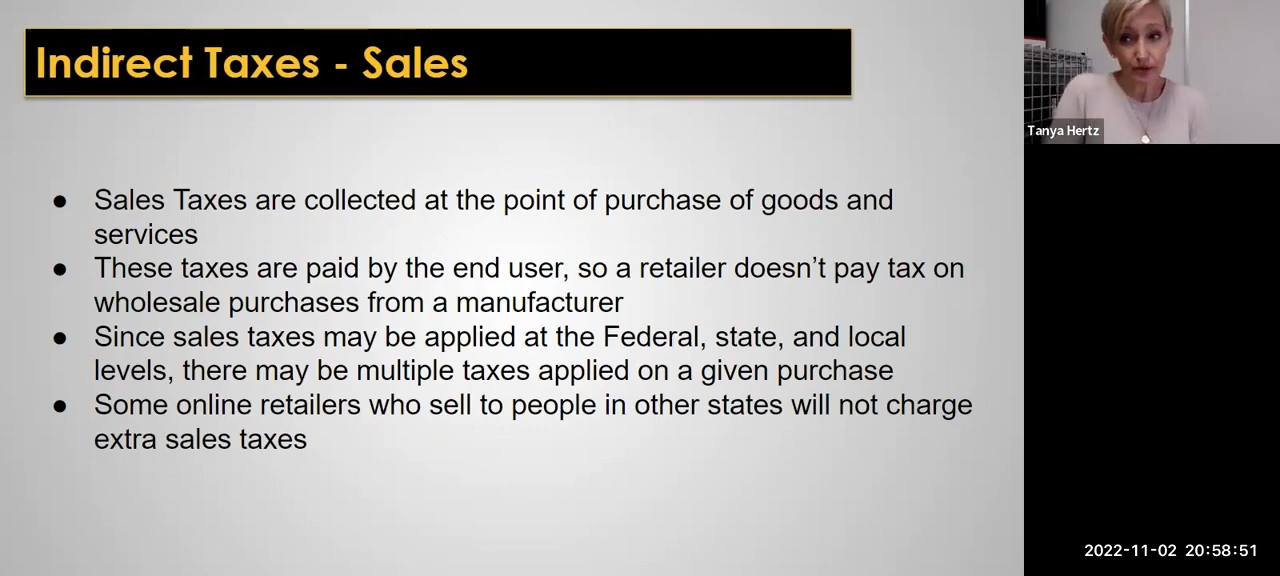 Indirect Taxes - Sales
Tanya Hertz
● Sales Taxes are collected at the point of purchase of goods and
services
● These taxes are paid by the end user, so a retailer doesn’t pay tax on
wholesale purchases from a manufacturer
● Since sales taxes may be applied at the Federal, state, and local
levels, there may be multiple taxes applied on a given purchase
● Some online retailers who sell to people in other states will not charge
extra sales taxes
2022-11-02 20:58:51